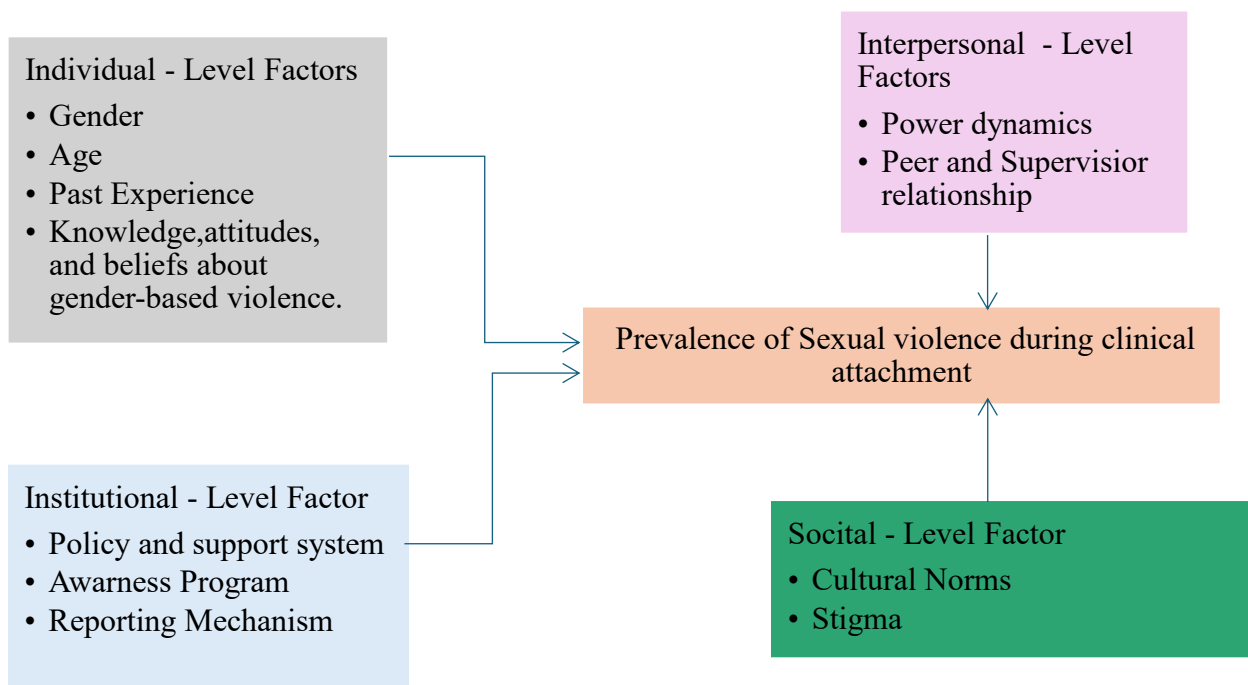 Individual - Level Factors
• Gender
• Age
• Past Experience
• Knowledge,attitudes,
and beliefs about
gender-based violence.
Interpersonal - Level
Factors
• Power dynamics
• Peer and Supervisior
relationship
Prevalence of Sexual violence during clinical
attachment
Institutional - Level Factor
• Policy and support system
• Awarness Program
• Reporting Mechanism
Socital - Level Factor
• Cultural Norms
• Stigma